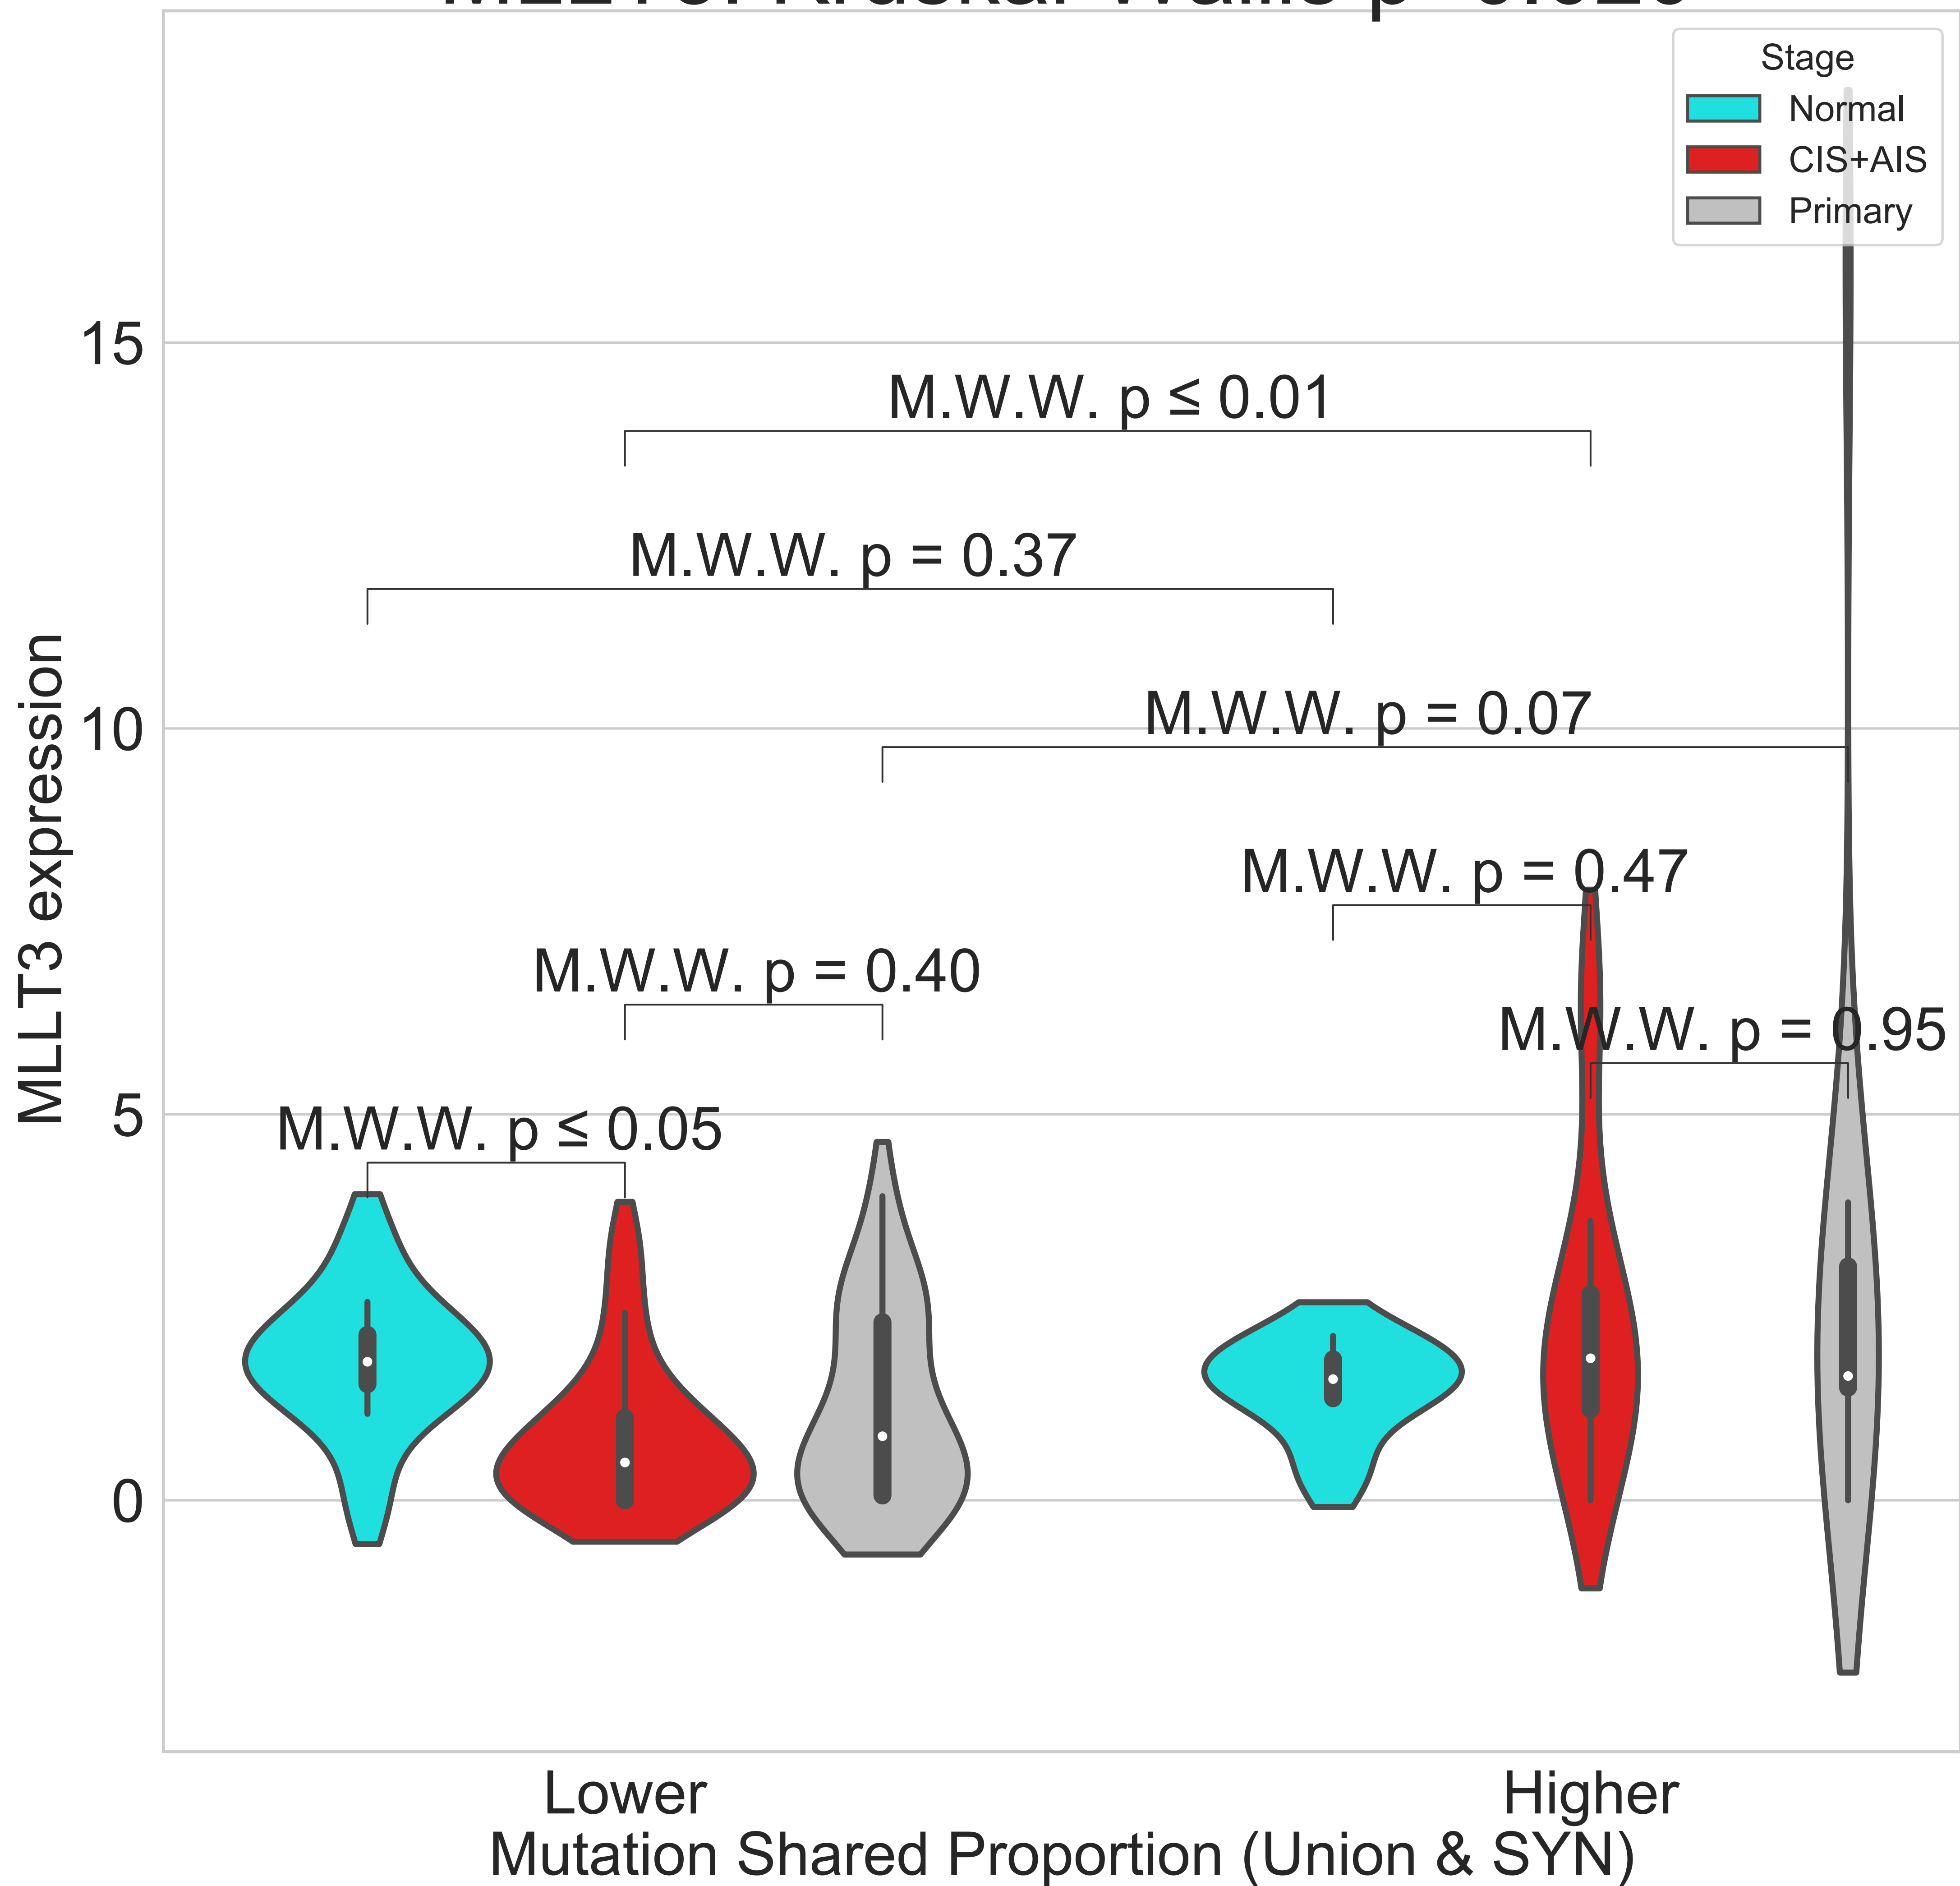 Stage
Normal
CIS+AIS
Primary
15
M.W.W. p ≤ 0.01
M.W.W. p = 0.37
10
M.W.W. p = 0.07
M.W.W. p = 0.47
M.W.W. p = 0.40
M.W.W. p = 0.95
5
M.W.W. p ≤ 0.05
0
MLLT3 expression
Lower
Higher
Mutation Shared Proportion (Union & SYN)